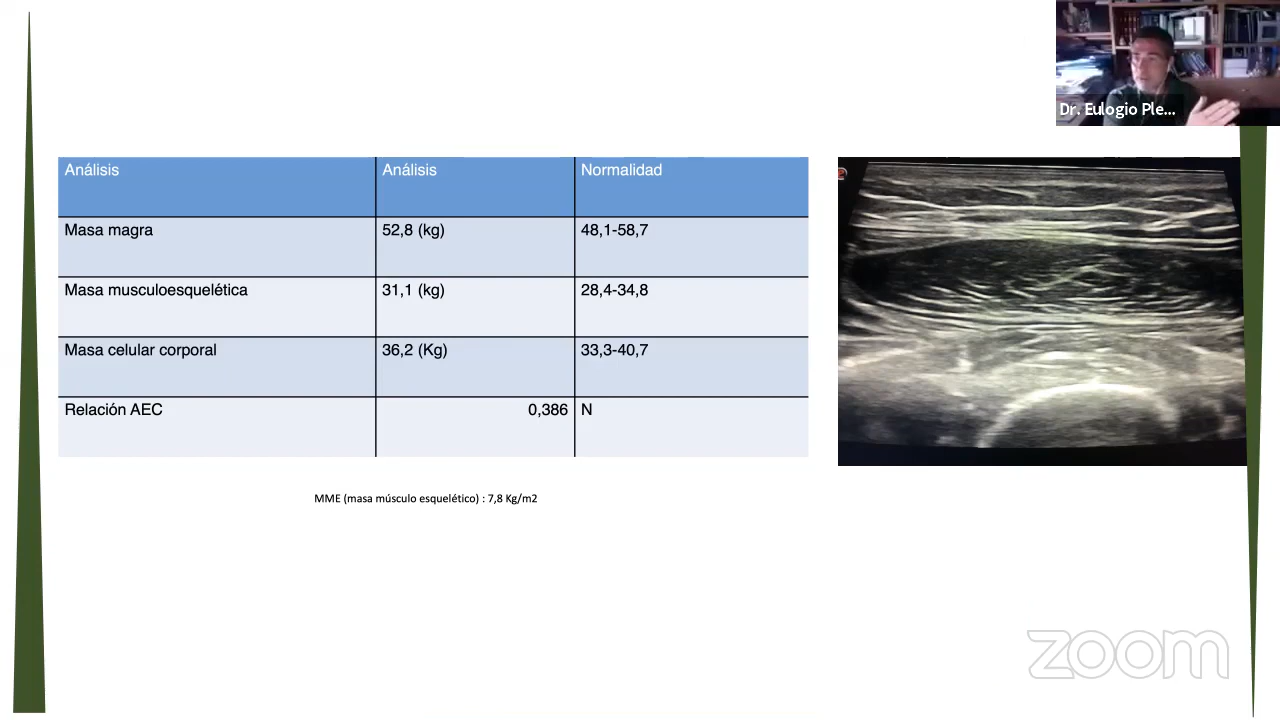 Dr. Eulogio Ple...
Análisis Análisis Normalidad
Masa magra 52,8 (kg) 48,1-58,7
Masa musculoesquelética 31,1 (kg) 28,4-34,8
Masa celular corporal 36,2 (Kg) 33,3-40,7
Relación AEC 0,386 N
MME (masa músculo esquelético) : 7,8 Kg/m2
zoom